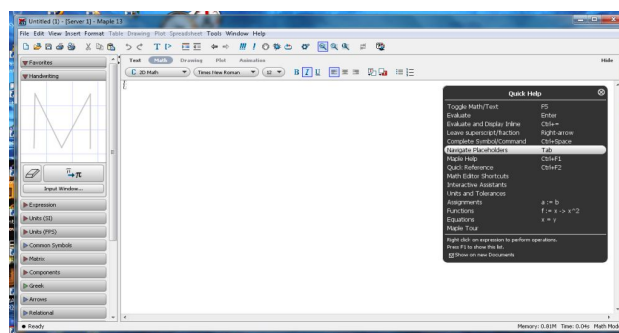 Untitled (1) - [Server 1] - Maple 13
File Edit View Insert Format Table Drawing Plot Spreadsheet Tools Window Help
Text Math Drawing Plot Animation Hide
C 2D Math Times New Roman 12 B I U
Favorites
Handwriting
Input Window...
Expression
Units (SI)
Units (FPS)
Common Symbols
Matrix
Components
Greek
Arrows
Relational
Quick Help
Toggle Math/Text F5
Evaluate Enter
Evaluate and Display Inline Ctrl+=
Leave superscript/fraction Right-arrow
Complete Symbol/Command Ctrl+Space
Navigate Placeholders Tab
Maple Help Ctrl+F1
Quick Reference Ctrl+F2
Math Editor Shortcuts
Interactive Assistants
Units and Tolerances
Assignments a := b
Functions f := x -> x^2
Equations x = y
Maple Tour
Right click on expression to perform operations.
Press F1 to show this list.
Show on new Documents
Ready Memory: 0.81M Time: 0.04s Math Mode